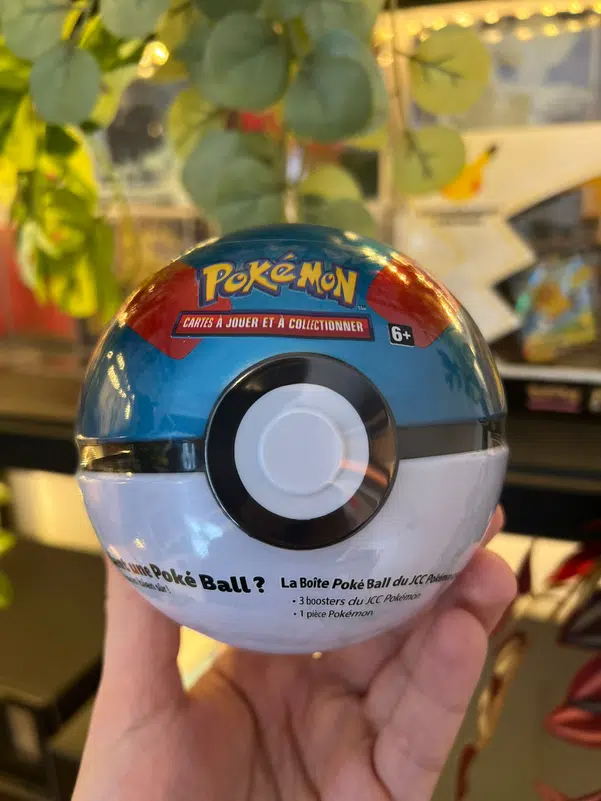 POKéMON
CARTES À JOUER ET À COLLECTIONNER
6+
une Poké Ball ?
La Boîte Poké Ball du JCC Pokémon
• 3 boosters du JCC Pokémon
• 1 pièce Pokémon.